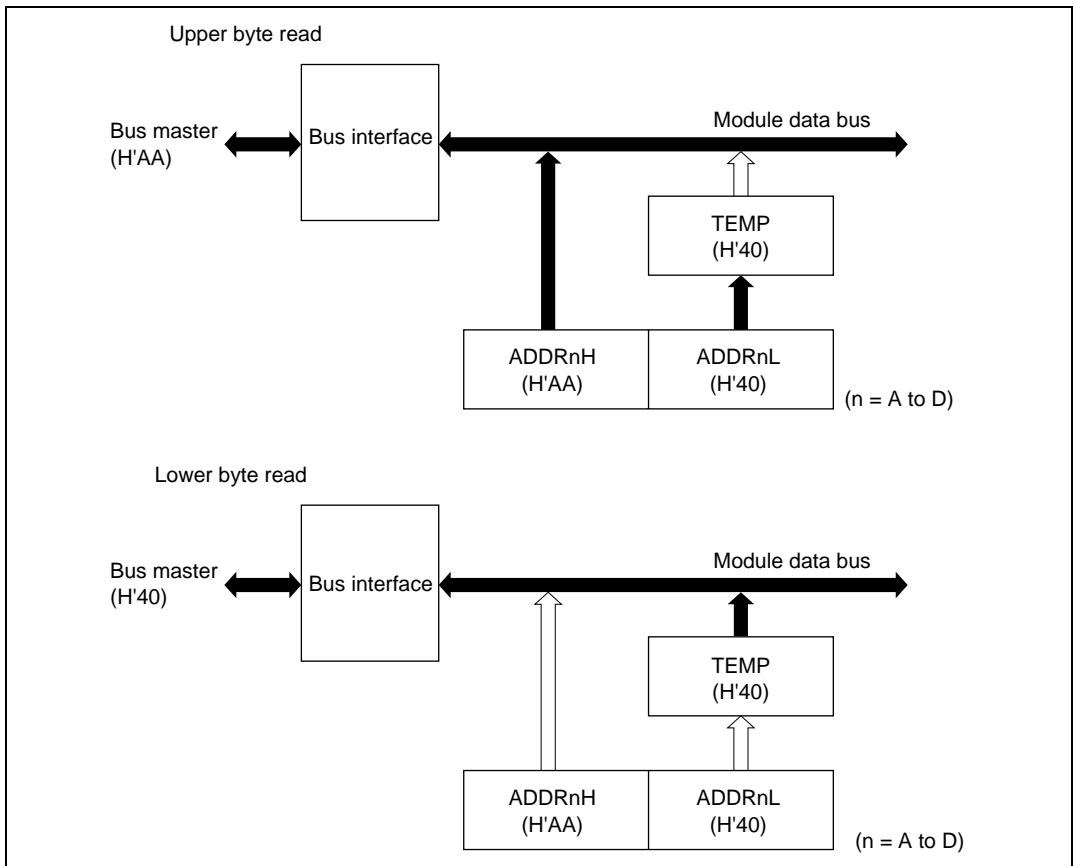 Upper byte read
Bus master
(H'AA)
Bus interface
Module data bus
TEMP
(H'40)
ADDRnH
(H'AA)
ADDRnL
(H'40)
(n = A to D)
Lower byte read
Bus master
(H'40)
Bus interface
Module data bus
TEMP
(H'40)
ADDRnH
(H'AA)
ADDRnL
(H'40)
(n = A to D)